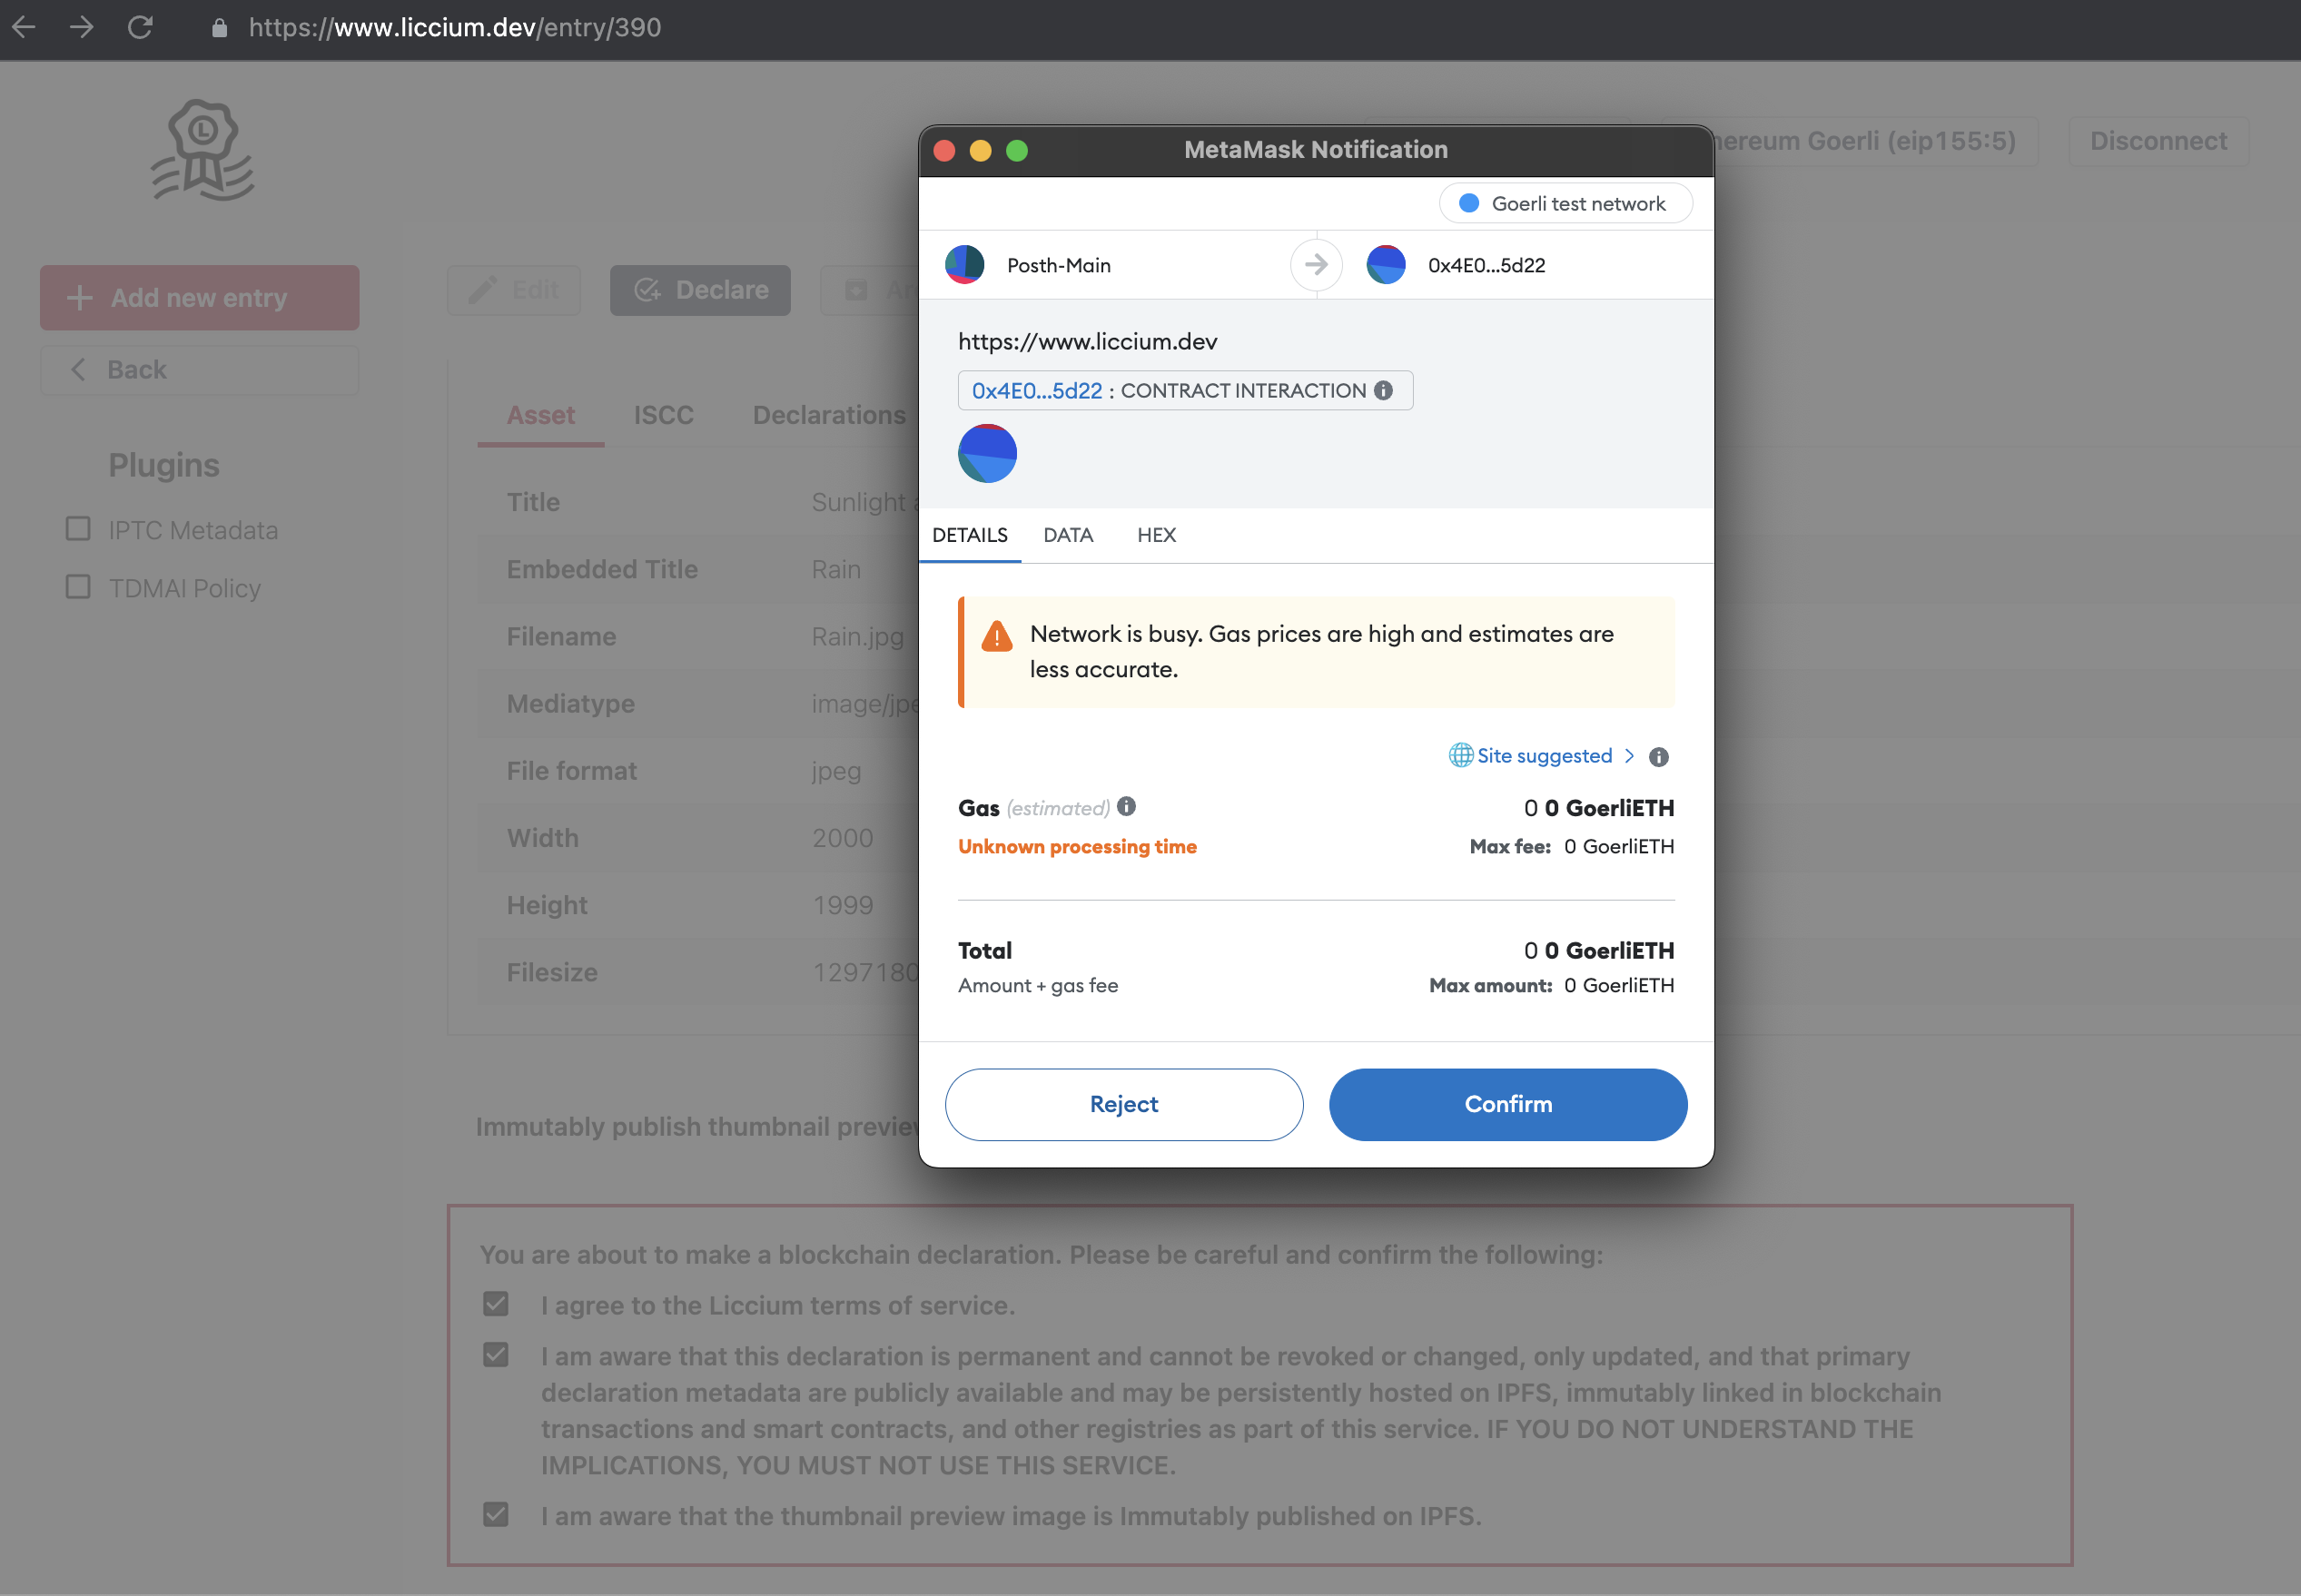 https://www.liccium.dev/entry/390
L
hereum Goerli (eip155:5)
Disconnect
MetaMask Notification
Goerli test network
Posth-Main
0x4E0...5d22
Add new entry
Edit
Declare
Back
https://www.liccium.dev
0x4E0...5d22 : CONTRACT INTERACTION
Asset
ISCC
Declarations
Plugins
IPTC Metadata
TDMAI Policy
DETAILS
DATA
HEX
Title
Sunlight
Embedded Title
Rain
Filename
Rain.jpg
Mediatype
image/jpe
File format
jpeg
Width
2000
Height
1999
Filesize
1297180
Network is busy. Gas prices are high and estimates are
less accurate.
Site suggested >
Gas (estimated)
0 0 GoerliETH
Unknown processing time
Max fee: 0 GoerliETH
Total
0 0 GoerliETH
Amount + gas fee
Max amount: 0 GoerliETH
Reject
Confirm
Immutably publish thumbnail preview
You are about to make a blockchain declaration. Please be careful and confirm the following:
I agree to the Liccium terms of service.
I am aware that this declaration is permanent and cannot be revoked or changed, only updated, and that primary
declaration metadata are publicly available and may be persistently hosted on IPFS, immutably linked in blockchain
transactions and smart contracts, and other registries as part of this service. IF YOU DO NOT UNDERSTAND THE
IMPLICATIONS, YOU MUST NOT USE THIS SERVICE.
I am aware that the thumbnail preview image is Immutably published on IPFS.